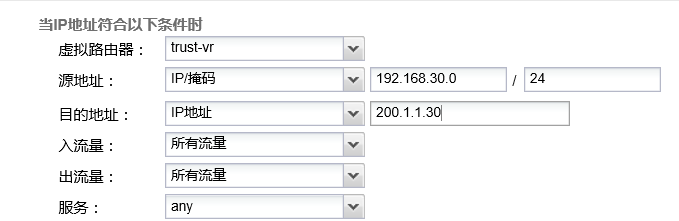 当IP地址符合以下条件时
虚拟路由器： trust-vr
源地址： IP/掩码 192.168.30.0 / 24
目的地址： IP地址 200.1.1.30
入流量： 所有流量
出流量： 所有流量
服务： any